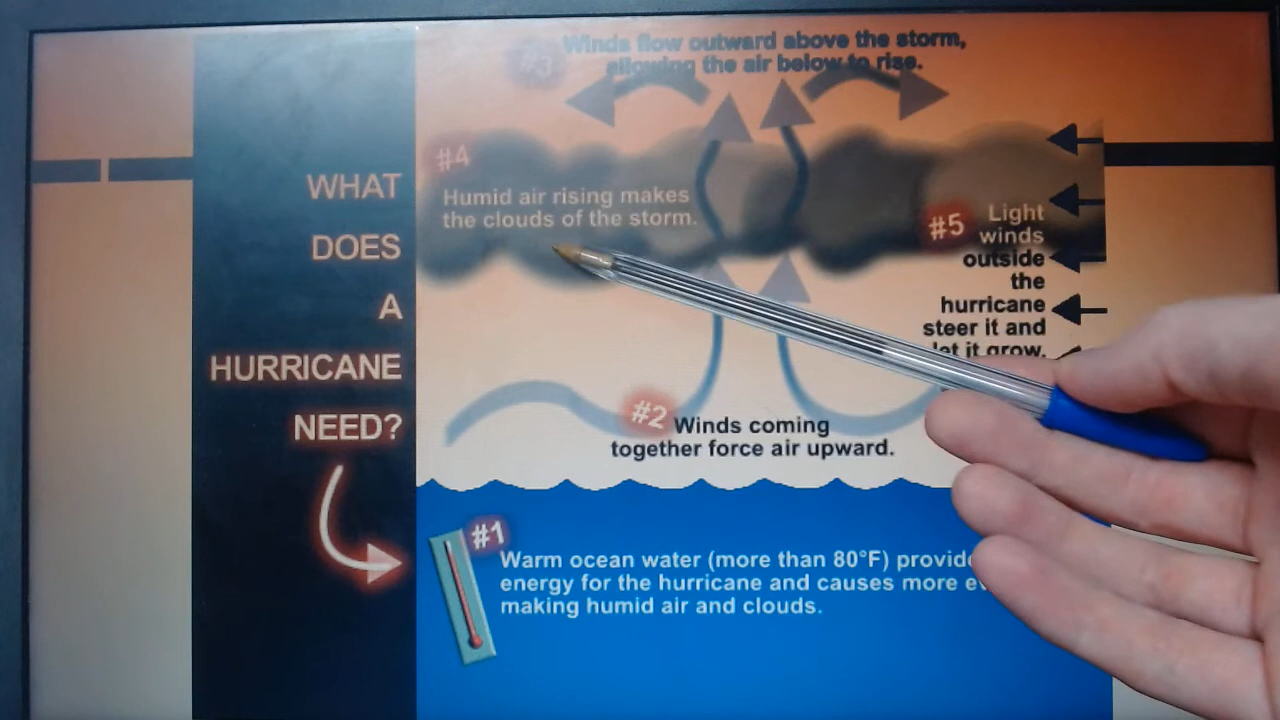 WHAT
DOES
A
HURRICANE
NEED?
#3
Winds flow outward above the storm,
allowing the air below to rise.
#4
Humid air rising makes
the clouds of the storm.
#5
Light
winds
outside
the
hurricane
steer it and
let it grow.
#2
Winds coming
together force air upward.
#1
Warm ocean water (more than 80°F)
energy for the hurricane and causes more
making humid air and clouds.